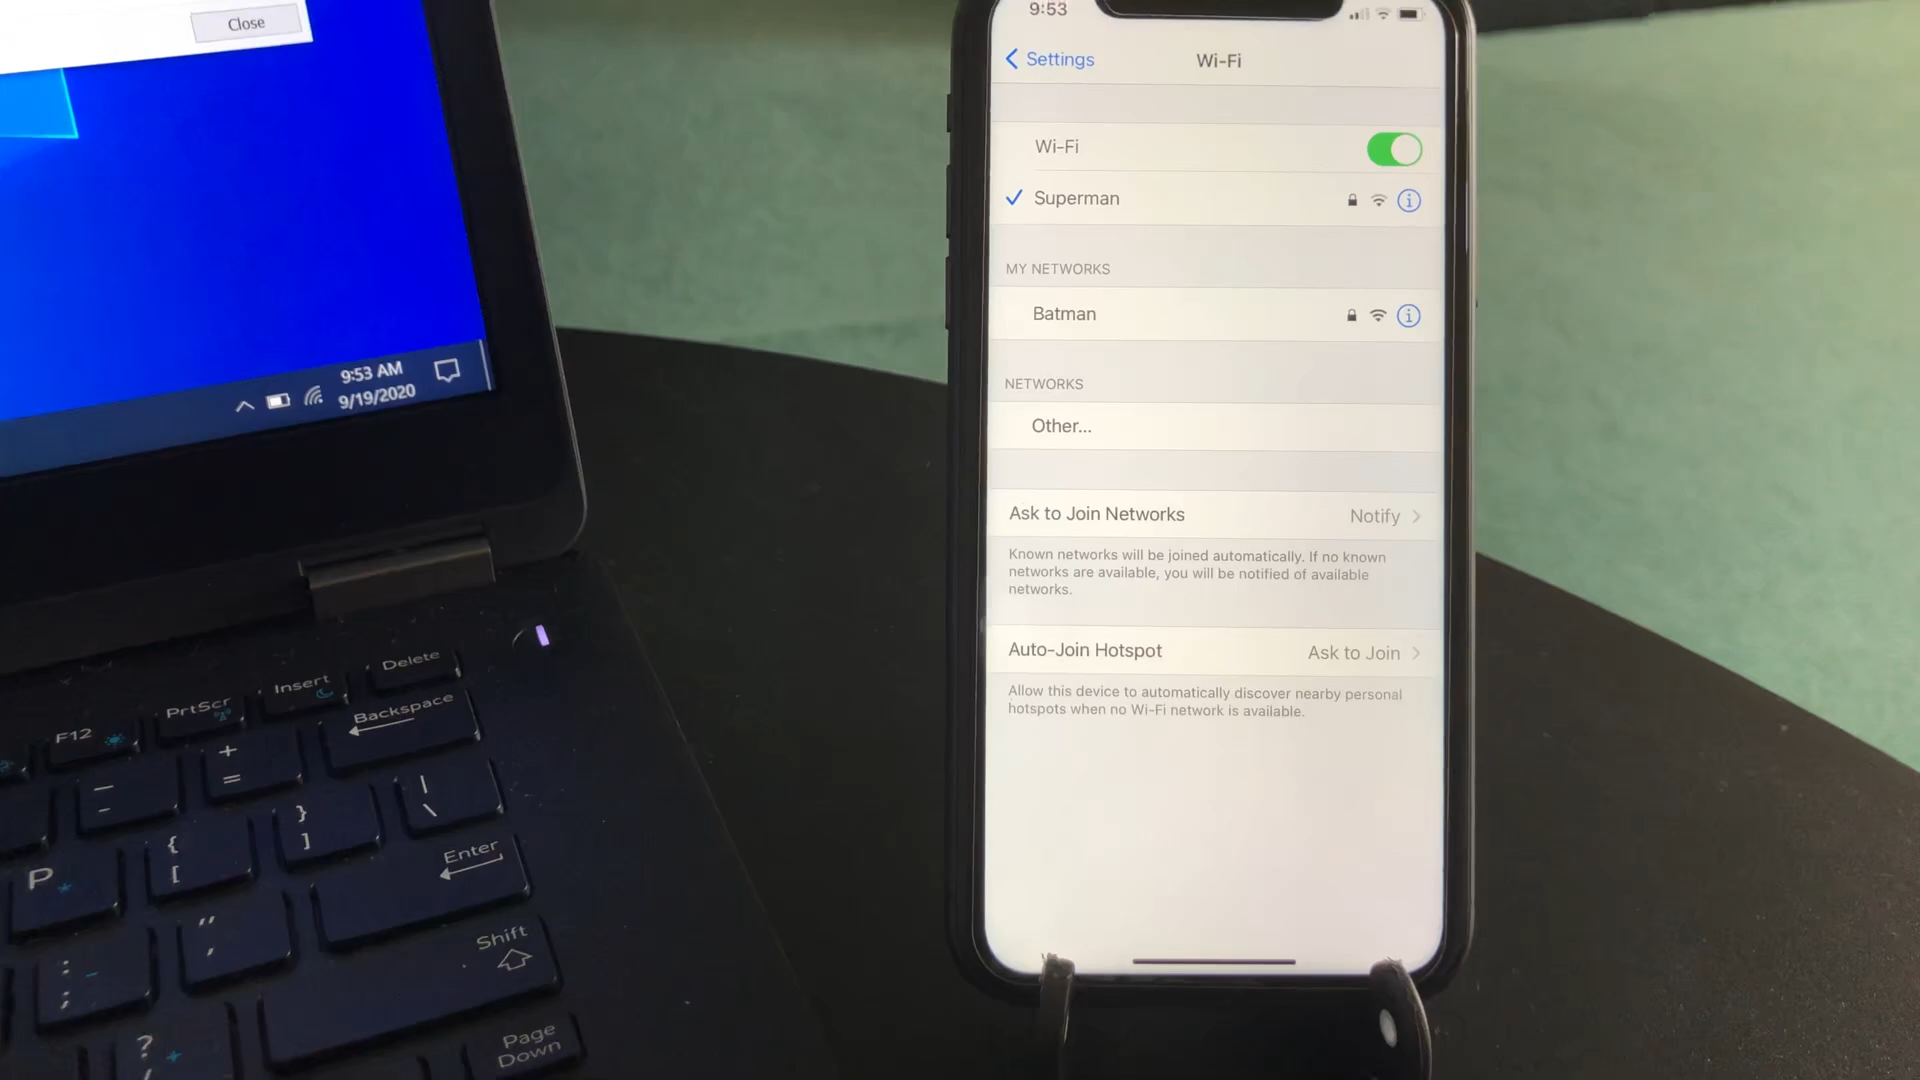 Close
9:53 AM
9/19/2020
Delete
Insert
PrtScr
F12
Backspace
+
=
–
-
|
\
}
]
{
[
P
Enter
"
'
Shift
:
;
?
/
Page
Down
9:53
Settings
Wi-Fi
Wi-Fi
Superman
MY NETWORKS
Batman
NETWORKS
Other...
Ask to Join Networks Notify
Known networks will be joined automatically. If no known
networks are available, you will be notified of available
networks.
Auto-Join Hotspot Ask to Join
Allow this device to automatically discover nearby personal
hotspots when no Wi-Fi network is available.